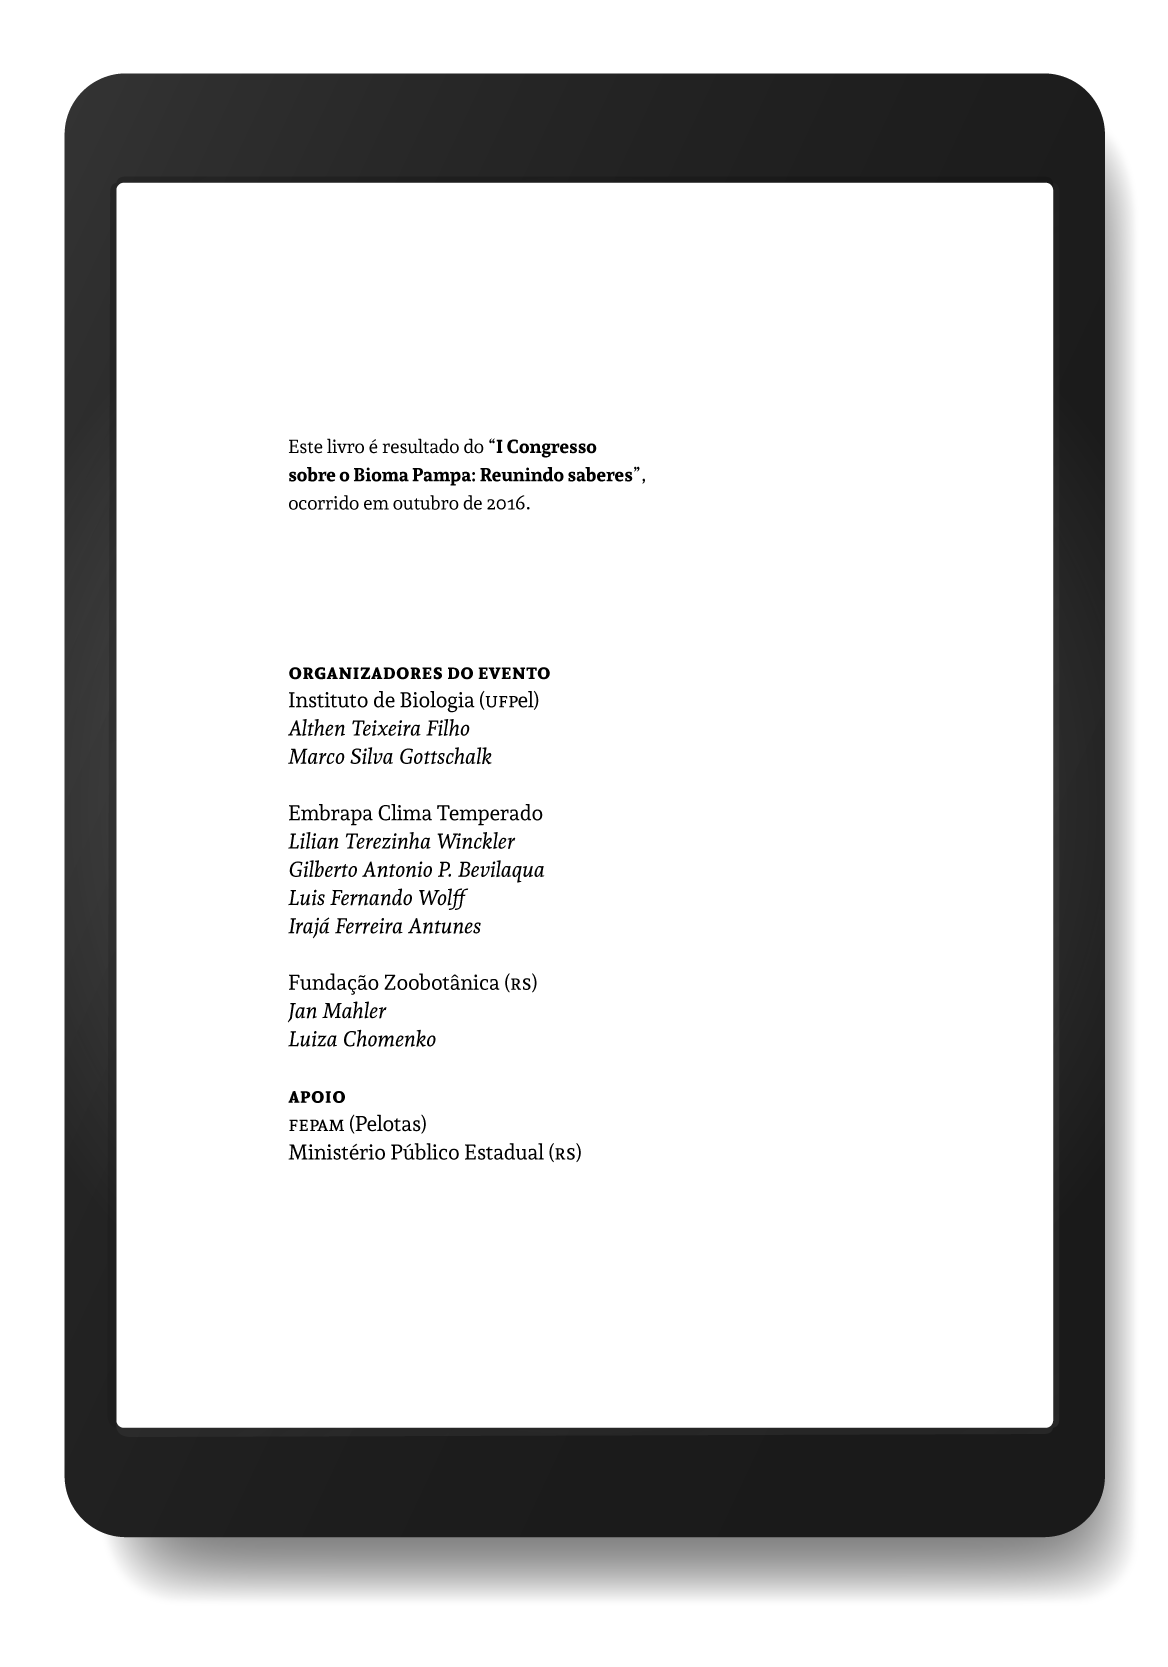 Este livro é resultado do “I Congresso
sobre o Bioma Pampa: Reunindo saberes”,
ocorrido em outubro de 2016.
ORGANIZADORES DO EVENTO
Instituto de Biologia (UFPel)
Althen Teixeira Filho
Marco Silva Gottschalk
Embrapa Clima Temperado
Lilian Terezinha Winckler
Gilberto Antonio P. Bevilaqua
Luis Fernando Wolff
Irajá Ferreira Antunes
Fundação Zoobotânica (RS)
Jan Mahler
Luiza Chomenko
APOIO
FEPAM (Pelotas)
Ministério Público Estadual (RS)